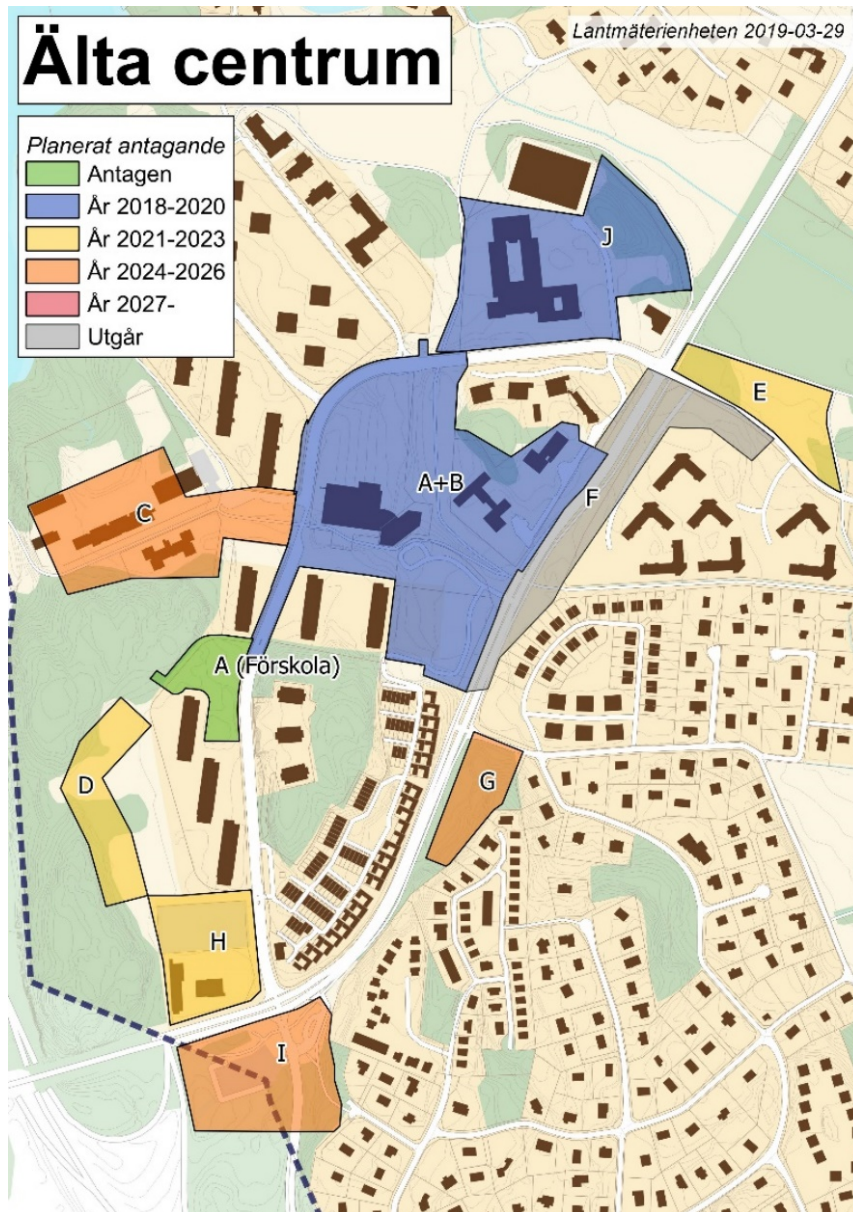 Älta centrum
Lantmäterienheten 2019-03-29
Planerat antagande
Antagen
År 2018-2020
År 2021-2023
År 2024-2026
År 2027-
Utgår
J
E
A+B
F
C
A (Förskola)
D
G
H
I